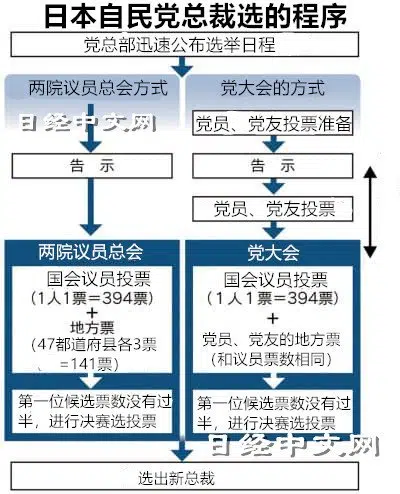 日本自民党总裁选的程序
党总部迅速公布选举日程
两院议员总会方式
日经中文网
告 示
两院议员总会
国会议员投票
(1人1票=394票)
+
地方票
(47都道府县各3票
、 =141票)
第一位候选票数没有过
半，进行决赛选投票
党大会的方式
党员、党友投票准备
告 示
党员、党友投票
党大会
国会议员投票
(1人1票=394票)
+
党员、党友的地方票
(和议员票数相同)
第一位候选票数没有过
半，进行决赛选投票
日经中文网
选出新总裁